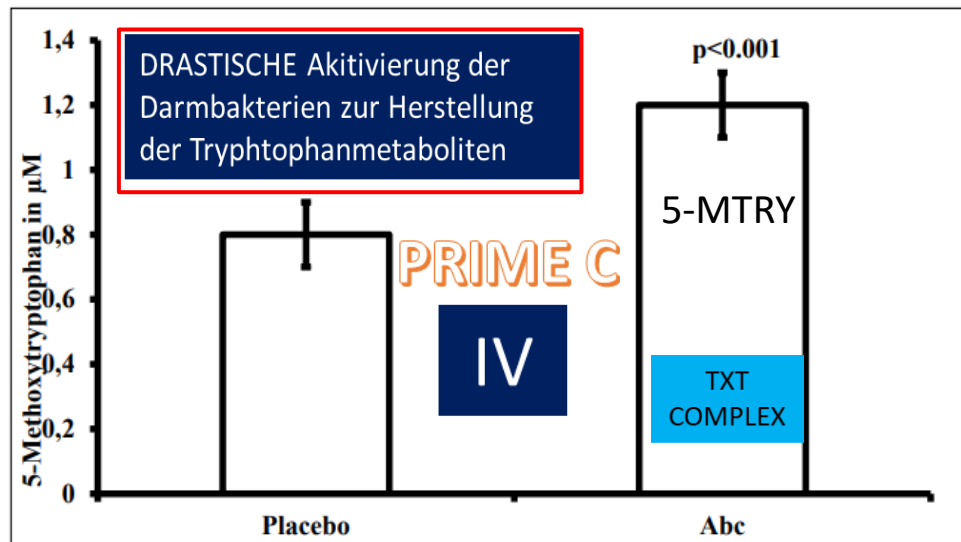 1,4
1,2
1
0,8
0,6
0,4
0,2
0
5-Methoxytryptophan in µM
DRASTISCHE Akitivierung der
Darmbakterien zur Herstellung
der Tryphtophanmetaboliten
p<0.001
5-MTRY
PRIME C
IV
TXT
COMPLEX
Placebo
Abc